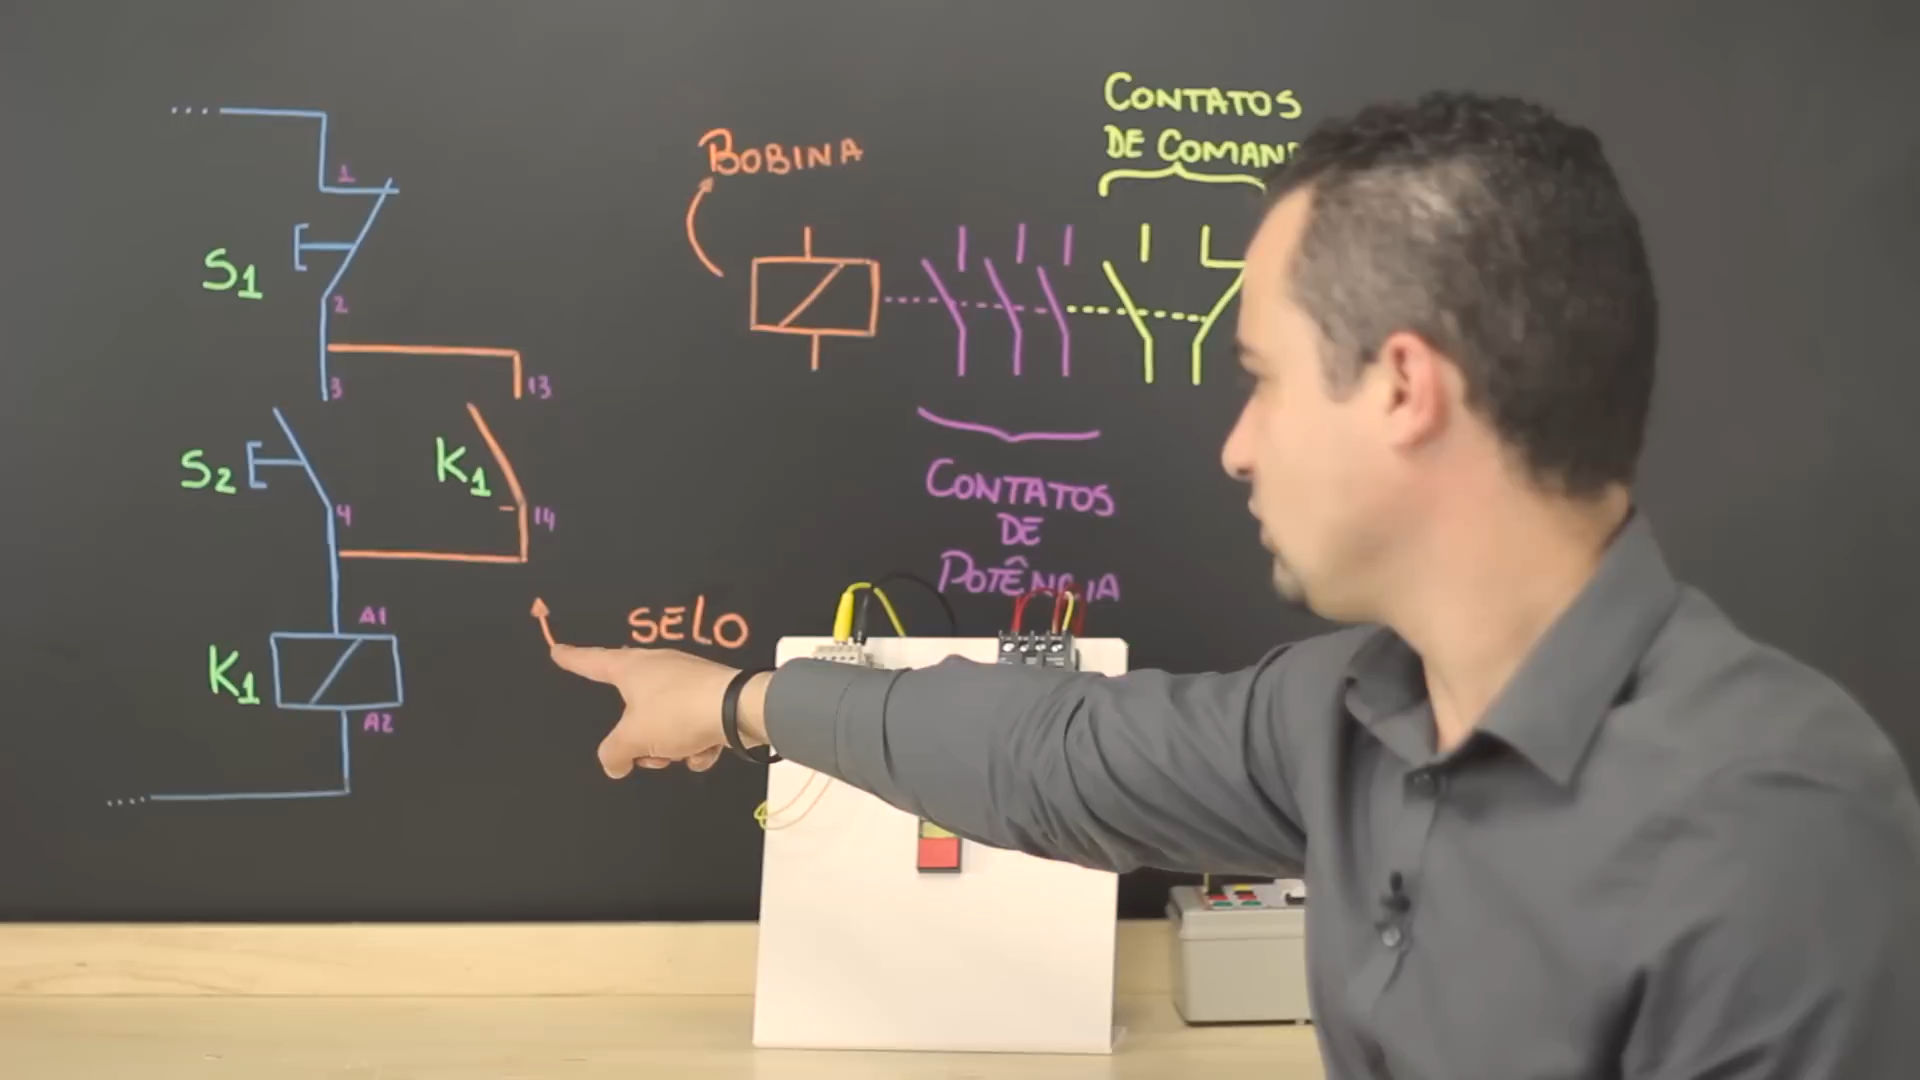 1
S1
2
3
13
S2
K1
4
14
A1
K1
A2
BOBINA
CONTATOS
DE COMAN
CONTATOS
DE
POTÊNCIA
SELO